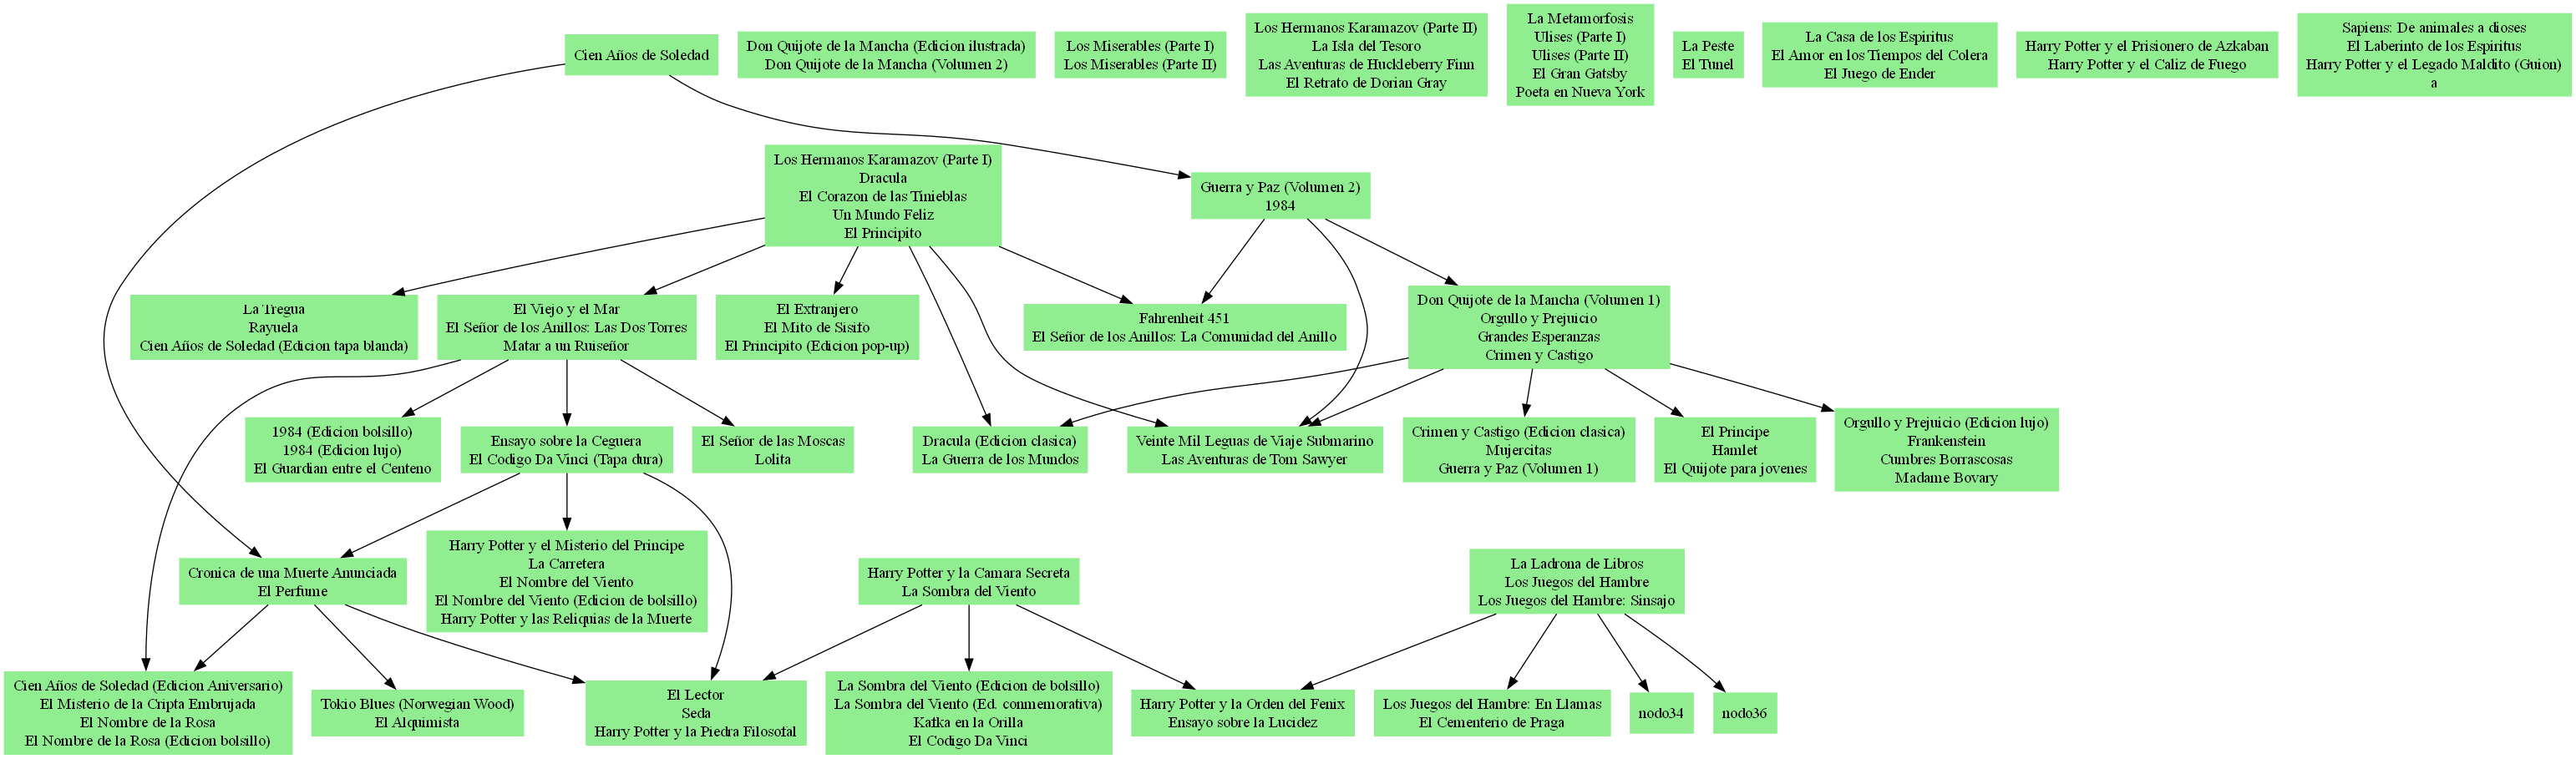 Cien Años de Soledad
Don Quijote de la Mancha (Edicion ilustrada)
Don Quijote de la Mancha (Volumen 2)
Los Miserables (Parte I)
Los Miserables (Parte II)
Los Hermanos Karamazov (Parte II)
La Isla del Tesoro
Las Aventuras de Huckleberry Finn
El Retrato de Dorian Gray
La Metamorfosis
Ulises (Parte I)
Ulises (Parte II)
El Gran Gatsby
Poeta en Nueva York
La Peste
El Tunel
La Casa de los Espiritus
El Amor en los Tiempos del Colera
El Juego de Ender
Harry Potter y el Prisionero de Azkaban
Harry Potter y el Caliz de Fuego
Sapiens: De animales a dioses
El Laberinto de los Espiritus
Harry Potter y el Legado Maldito (Guion)
a
Los Hermanos Karamazov (Parte I)
Dracula
El Corazon de las Tinieblas
Un Mundo Feliz
El Principito
Guerra y Paz (Volumen 2)
1984
La Tregua
Rayuela
Cien Años de Soledad (Edicion tapa blanda)
El Viejo y el Mar
El Señor de los Anillos: Las Dos Torres
Matar a un Ruiseñor
El Extranjero
El Mito de Sisifo
El Principito (Edicion pop-up)
Fahrenheit 451
El Señor de los Anillos: La Comunidad del Anillo
Don Quijote de la Mancha (Volumen 1)
Orgullo y Prejuicio
Grandes Esperanzas
Crimen y Castigo
1984 (Edicion bolsillo)
1984 (Edicion lujo)
El Guardian entre el Centeno
Ensayo sobre la Ceguera
El Codigo Da Vinci (Tapa dura)
El Señor de las Moscas
Lolita
Dracula (Edicion clasica)
La Guerra de los Mundos
Veinte Mil Leguas de Viaje Submarino
Las Aventuras de Tom Sawyer
Crimen y Castigo (Edicion clasica)
Mujercitas
Guerra y Paz (Volumen 1)
El Principe
Hamlet
El Quijote para jovenes
Orgullo y Prejuicio (Edicion lujo)
Frankenstein
Cumbres Borrascosas
Madame Bovary
Cronica de una Muerte Anunciada
El Perfume
Harry Potter y el Misterio del Principe
La Carretera
El Nombre del Viento
El Nombre del Viento (Edicion de bolsillo)
Harry Potter y las Reliquias de la Muerte
Harry Potter y la Camara Secreta
La Sombra del Viento
La Ladrona de Libros
Los Juegos del Hambre
Los Juegos del Hambre: Sinsajo
Cien Años de Soledad (Edicion Aniversario)
El Misterio de la Cripta Embrujada
El Nombre de la Rosa
El Nombre de la Rosa (Edicion bolsillo)
Tokio Blues (Norwegian Wood)
El Alquimista
El Lector
Seda
Harry Potter y la Piedra Filosofal
La Sombra del Viento (Edicion de bolsillo)
La Sombra del Viento (Ed. conmemorativa)
Kafka en la Orilla
El Codigo Da Vinci
Harry Potter y la Orden del Fenix
Ensayo sobre la Lucidez
Los Juegos del Hambre: En Llamas
El Cementerio de Praga
nodo34
nodo36